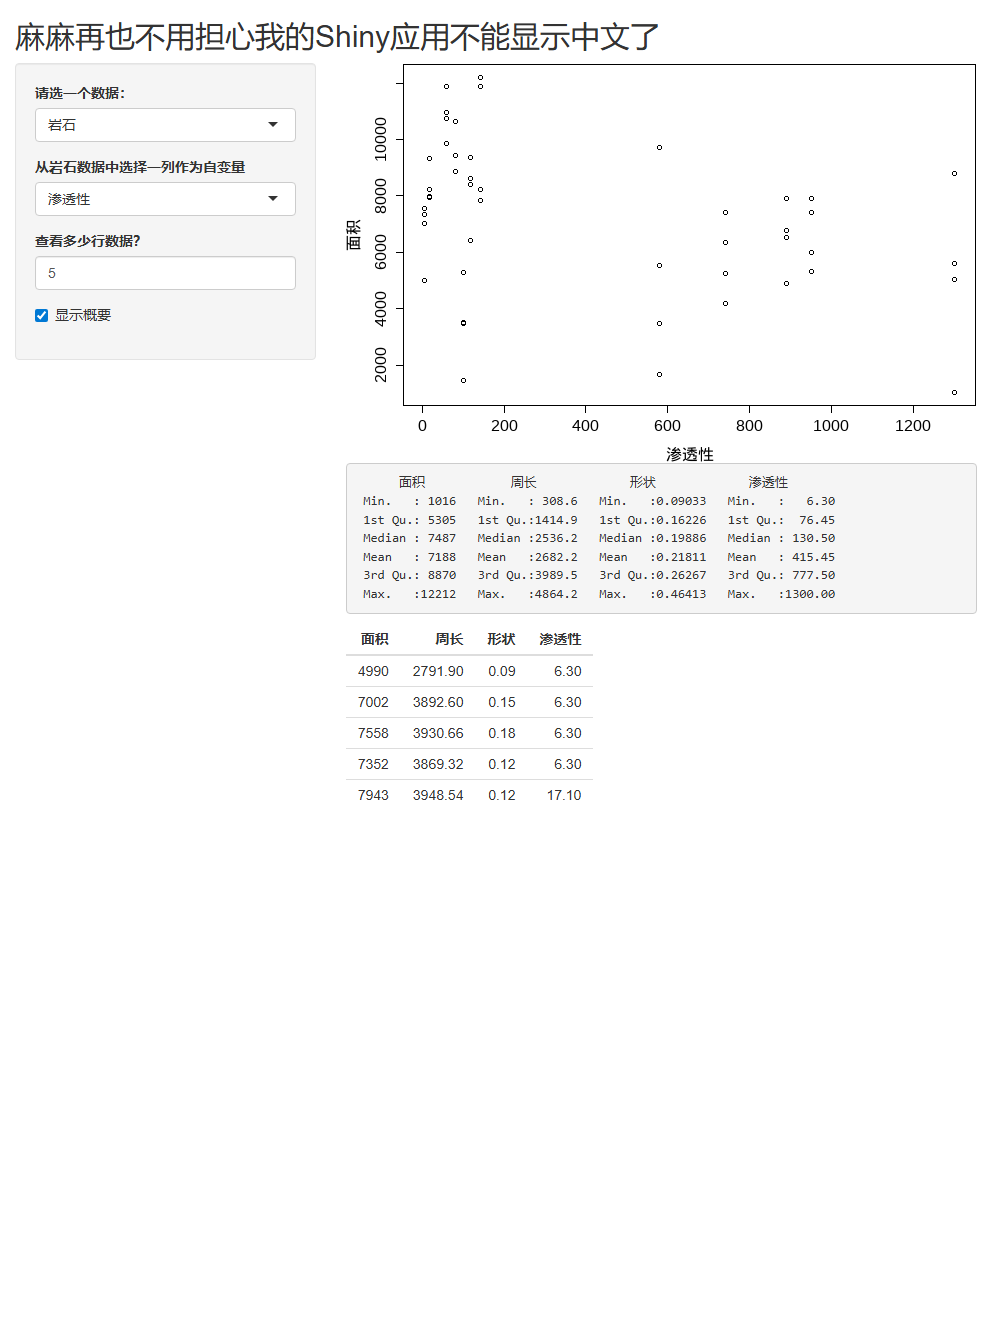 麻麻再也不用担心我的Shiny应用不能显示中文了
请选一个数据：
岩石
从岩石数据中选择一列作为自变量
渗透性
查看多少行数据？
5
显示概要
面积
10000
8000
6000
4000
2000
0 200 400 600 800 1000 1200
渗透性
面积 周长 形状 渗透性
Min. : 1016 Min. : 308.6 Min. :0.09033 Min. : 6.30
1st Qu.: 5305 1st Qu.:1414.9 1st Qu.:0.16226 1st Qu.: 76.45
Median : 7487 Median :2536.2 Median :0.19886 Median : 130.50
Mean : 7188 Mean :2682.2 Mean :0.21811 Mean : 415.45
3rd Qu.: 8870 3rd Qu.:3989.5 3rd Qu.:0.26267 3rd Qu.: 777.50
Max. :12212 Max. :4864.2 Max. :0.46413 Max. :1300.00
面积 周长 形状 渗透性
4990 2791.90 0.09 6.30
7002 3892.60 0.15 6.30
7558 3930.66 0.18 6.30
7352 3869.32 0.12 6.30
7943 3948.54 0.12 17.10